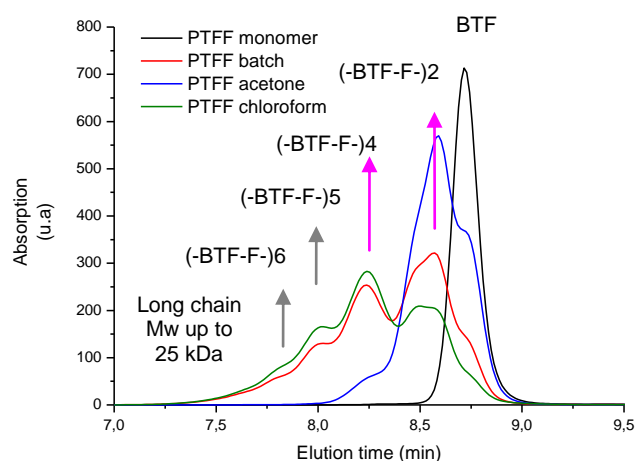 BTF
PTFF monomer
PTFF batch
PTFF acetone
PTFF chloroform
(-BTF-F-)2
(-BTF-F-)4
(-BTF-F-)5
(-BTF-F-)6
Long chain
Mw up to
25 kDa
Absorption
(u.a)
800
700
600
500
400
300
200
100
0
7,0
7,5
8,0
8,5
9,0
9,5
Elution time (min)